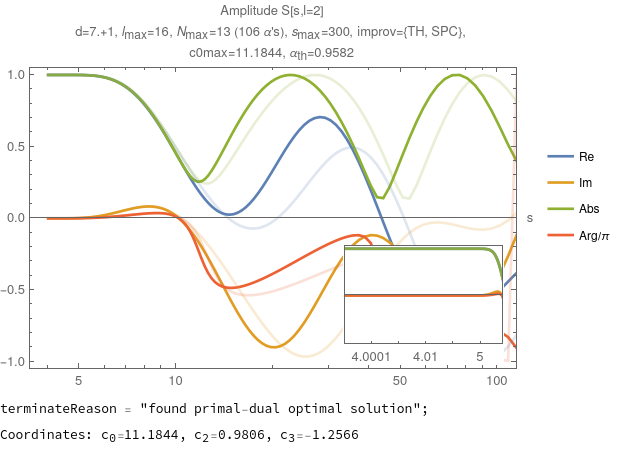 Amplitude S[s,l=2]
d=7.+1, lmax=16, Nmax=13 (106 α's), smax=300, improv={TH, SPC},
c0max=11.1844, αth=0.9582
1.0
0.5
0.0
−0.5
−1.0
5
10
50
100
s
4.0001
4.01
5
Re
Im
Abs
Arg/π
terminateReason = "found primal-dual optimal solution";
Coordinates: c0=11.1844, c2=0.9806, c3=−1.2566